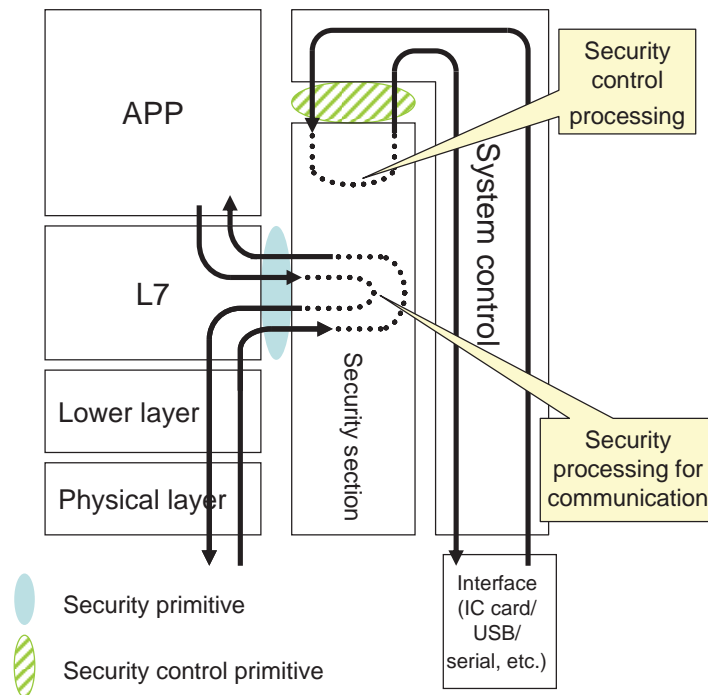 APP
L7
Lower layer
Physical layer
Security section
System control
Security
control
processing
Security
processing for
communication
Interface
(IC card/
USB/
serial, etc.)
Security primitive
Security control primitive